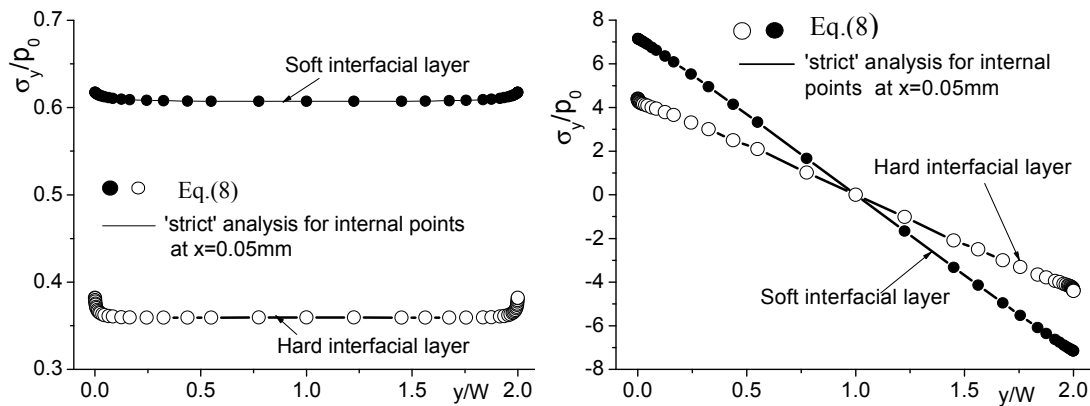 0.7
0.6
0.5
0.4
0.3
σy/p0
Soft interfacial layer
Eq.(8)
'strict' analysis for internal points
at x=0.05mm
Hard interfacial layer
0.0
0.5
1.0
1.5
2.0
y/W
8
6
4
2
0
-2
-4
-6
-8
σy/p0
Eq.(8)
'strict' analysis for internal
points at x=0.05mm
Hard interfacial layer
Soft interfacial layer
0.0
0.5
1.0
1.5
2.0
y/W